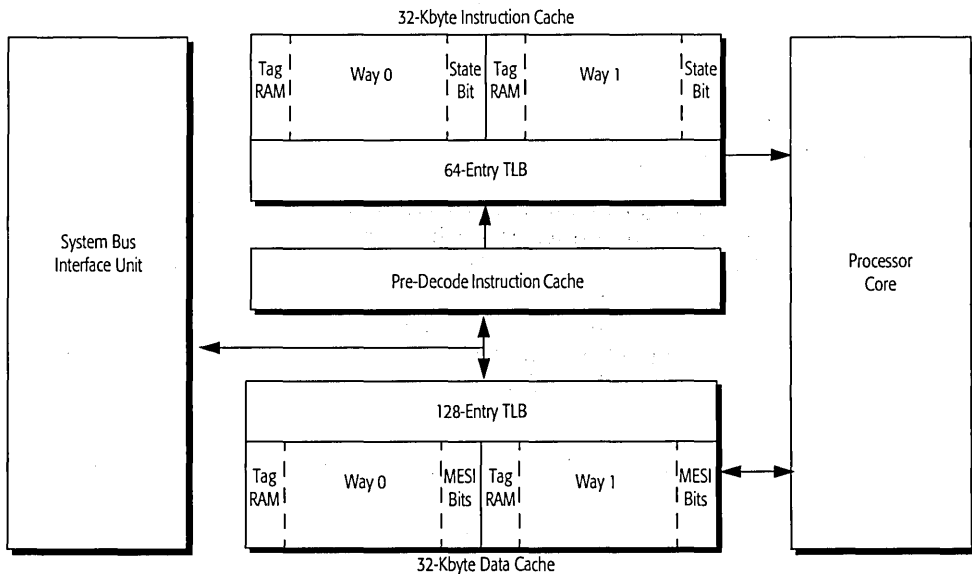 32-Kbyte Instruction Cache
Tag
RAM
Way 0
State
Bit
Tag
RAM
Way 1
State
Bit
64-Entry TLB
System Bus
Interface Unit
Pre-Decode Instruction Cache
Processor
Core
128-Entry TLB
Tag
RAM
Way 0
MESI
Bits
Tag
RAM
Way 1
MESI
Bits
32-Kbyte Data Cache